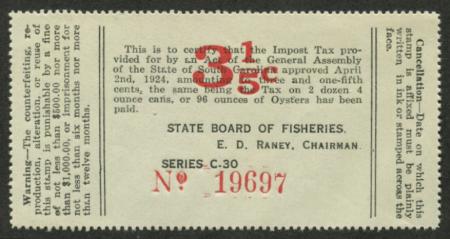 Warning—The counterfeiting, re-
production, alteration, or reuse of
this stamp is punishable by a fine
of not less than $500.00 nor more
than $1,000.00, or imprisonment for
not less than six months nor more
than twelve months.
This is to certify that the Impost Tax pro-
vided for by an Act of the General Assembly
of the State of South Carolina approved April
2nd, 1924, amounting to three and one-fifth
cents, the same being the Tax on 2 dozen 4
ounce cans, or 96 ounces of Oysters has been
paid.
3 1/5c
STATE BOARD OF FISHERIES.
E. D. RANEY, CHAIRMAN.
SERIES C-30
No 19697
Cancellation—Date on which this
stamp is affixed must be plainly
written in ink or stamped across the
face.